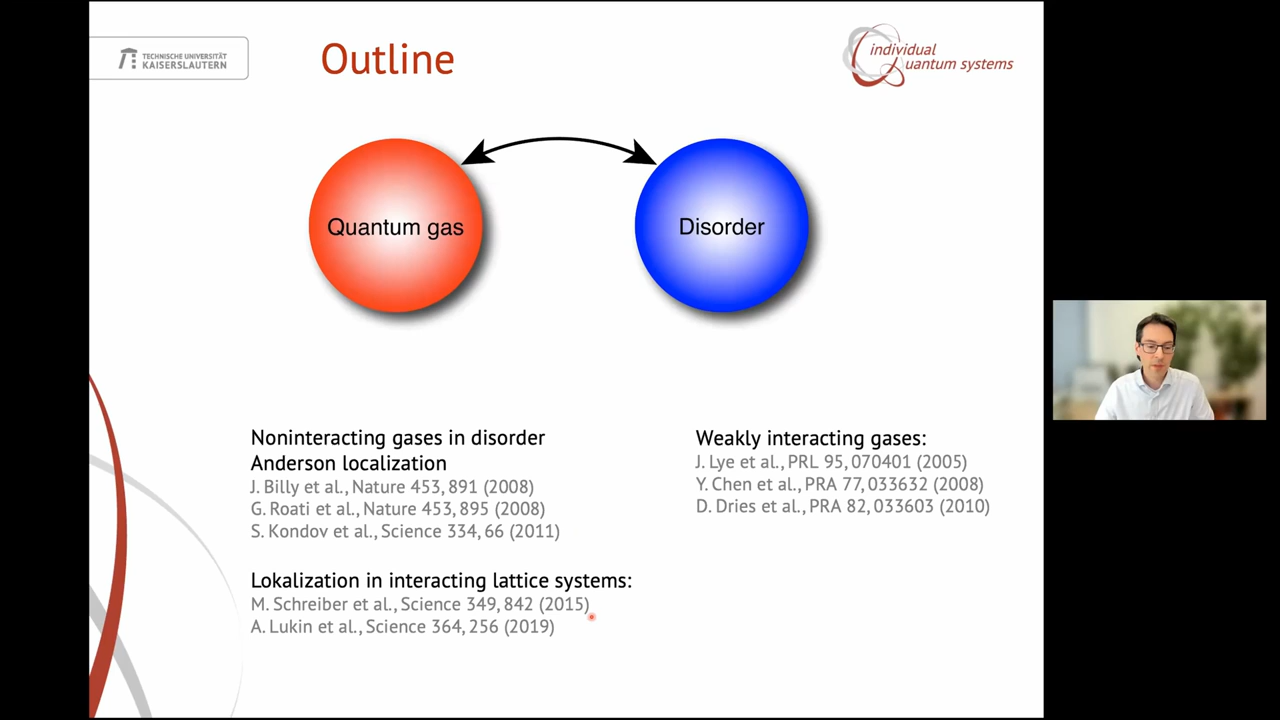 TECHNISCHE UNIVERSITÄT
KAISERSLAUTERN
Outline
individual
uantum systems
Quantum gas
Disorder
Noninteracting gases in disorder
Anderson localization
J. Billy et al., Nature 453, 891 (2008)
G. Roati et al., Nature 453, 895 (2008)
S. Kondov et al., Science 334, 66 (2011)
Lokalization in interacting lattice systems:
M. Schreiber et al., Science 349, 842 (2015)
A. Lukin et al., Science 364, 256 (2019)
Weakly interacting gases:
J. Lye et al., PRL 95, 070401 (2005)
Y. Chen et al., PRA 77, 033632 (2008)
D. Dries et al., PRA 82, 033603 (2010)